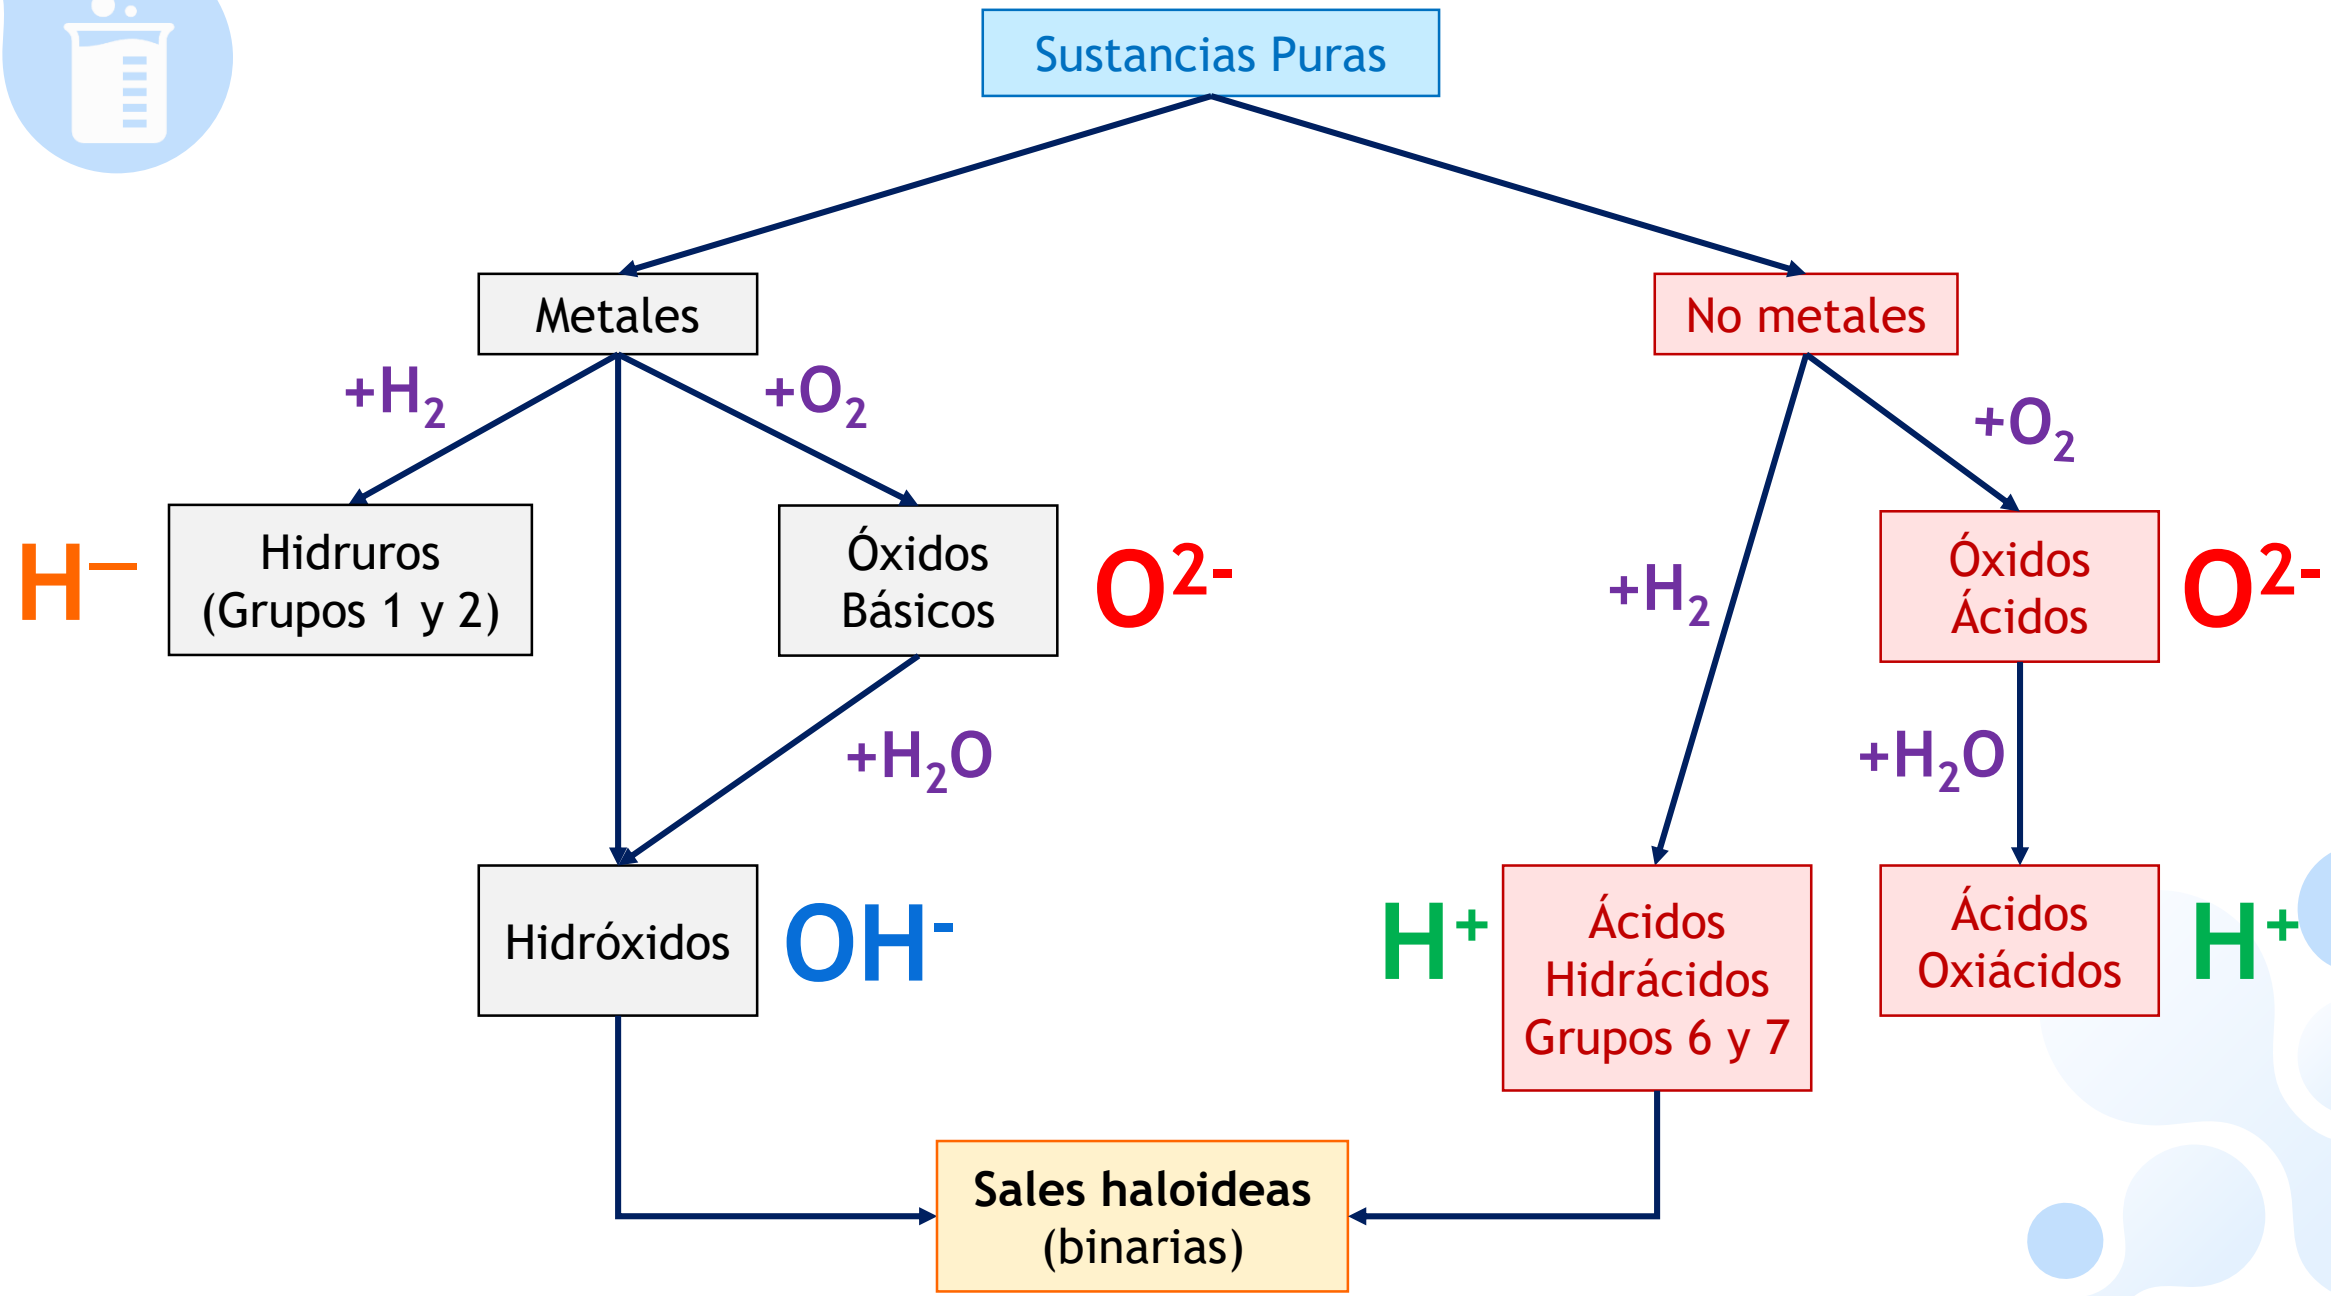 Sustancias Puras
Metales
No metales
+H₂
+O₂
+O₂
H⁻
Hidruros
(Grupos 1 y 2)
Óxidos
Básicos
O²⁻
+H₂
Óxidos
Ácidos
O²⁻
+H₂O
+H₂O
Hidróxidos
OH⁻
H⁺
Ácidos
Hidrácidos
Grupos 6 y 7
Ácidos
Oxiácidos
H⁺
Sales haloideas
(binarias)